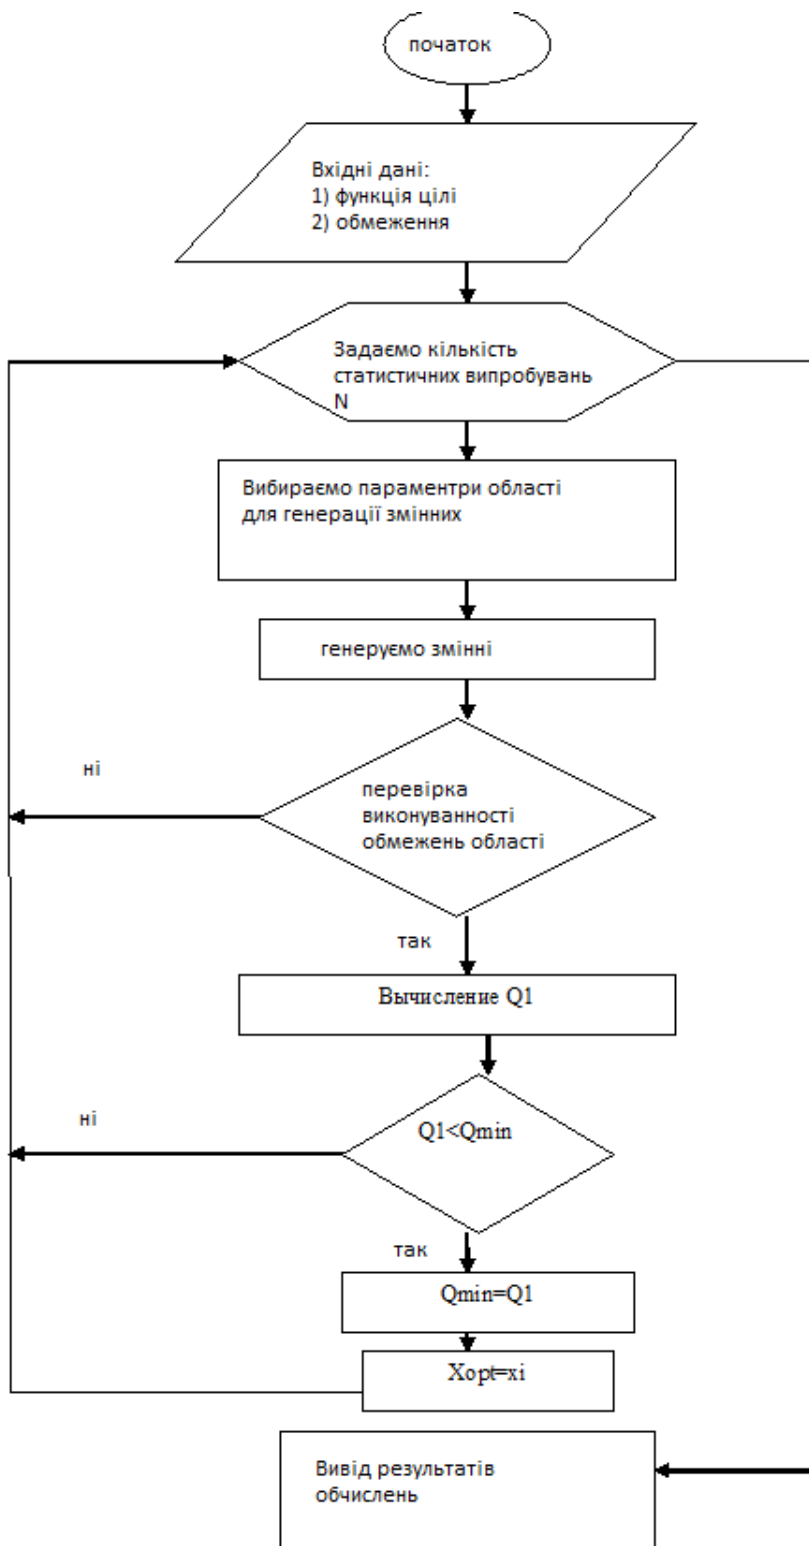 початок
Вхідні дані:
1) функція цілі
2) обмеження
Задаємо кількість
статистичних випробувань
N
Вибираємо параметри області
для генерації змінних
генеруємо змінні
ні
перевірка
виконуванності
обмежень області
так
Вычисление Q1
ні
Q1<Qmin
так
Qmin=Q1
Xopt=xi
Вивід результатів
обчислень